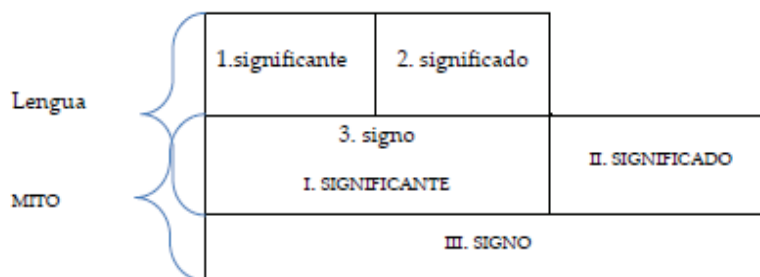 1.significante
2. significado
Lengua
3. signo
II. SIGNIFICADO
I. SIGNIFICANTE
MITO
III. SIGNO